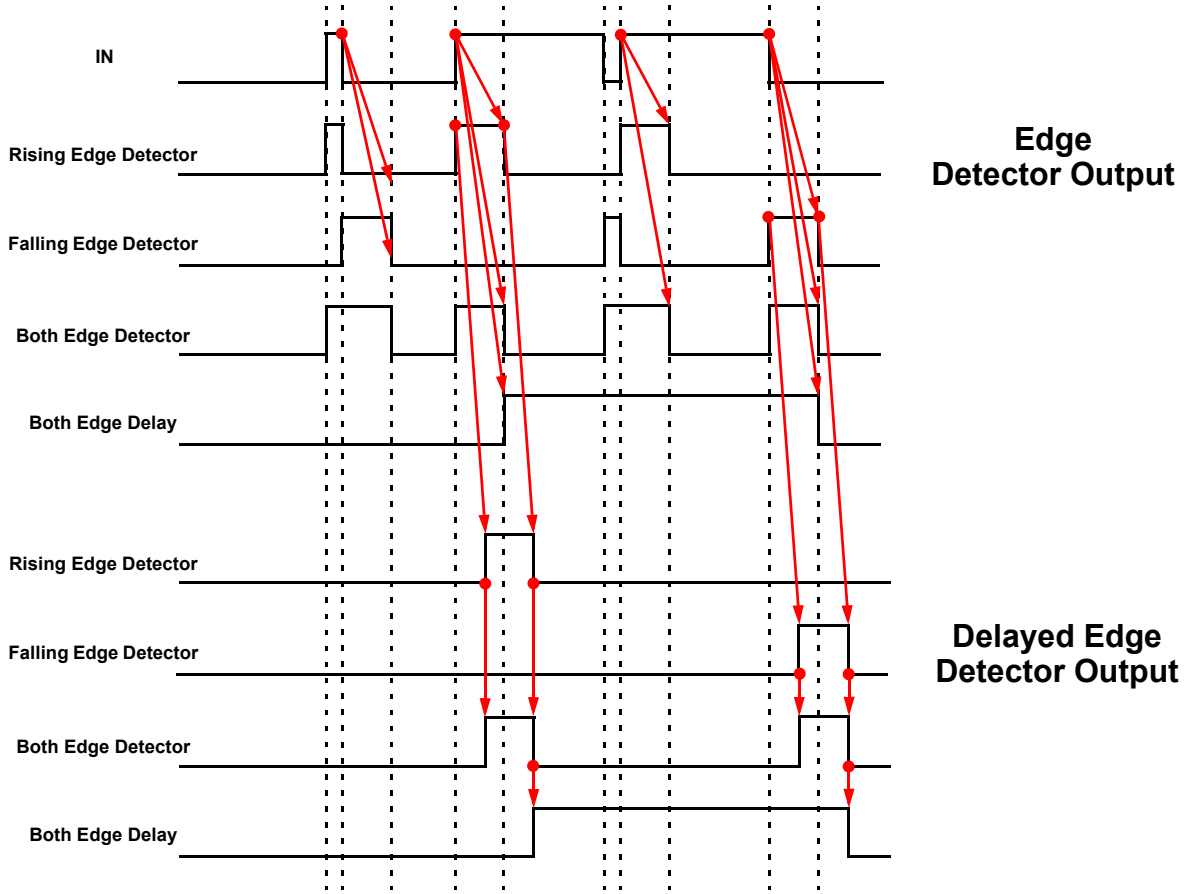 IN
Rising Edge Detector
Edge
Detector Output
Falling Edge Detector
Both Edge Detector
Both Edge Delay
Rising Edge Detector
Falling Edge Detector
Delayed Edge
Detector Output
Both Edge Detector
Both Edge Delay